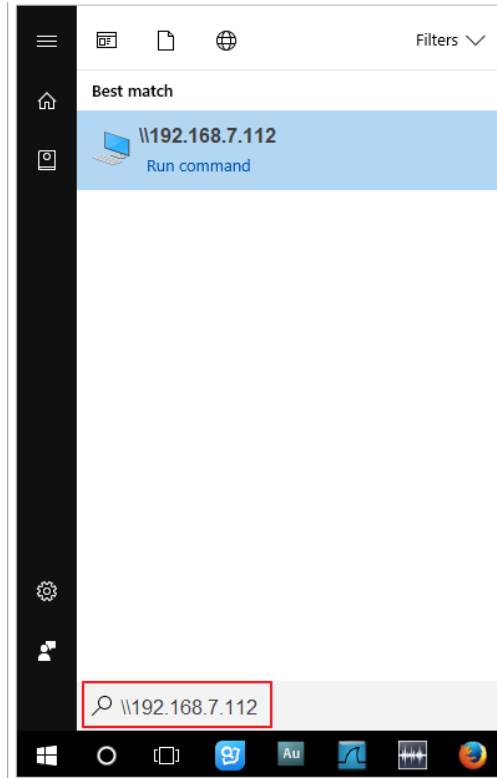 Filters
Best match
\\192.168.7.112
Run command
\\192.168.7.112
Au